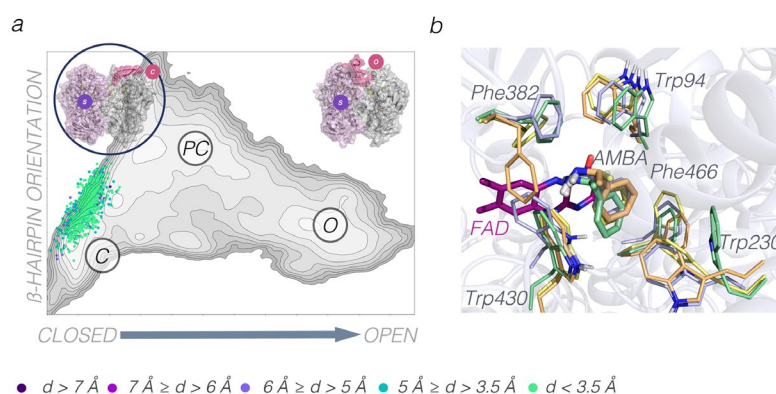 a
b
ß-HAIRPIN ORIENTATION
s
c
s
o
PC
O
C
CLOSED
OPEN
Phe382
Trp94
AMBA
Phe466
FAD
Trp230
Trp430
d > 7 Å
7 Å ≥ d > 6 Å
6 Å ≥ d > 5 Å
5 Å ≥ d > 3.5 Å
d < 3.5 Å